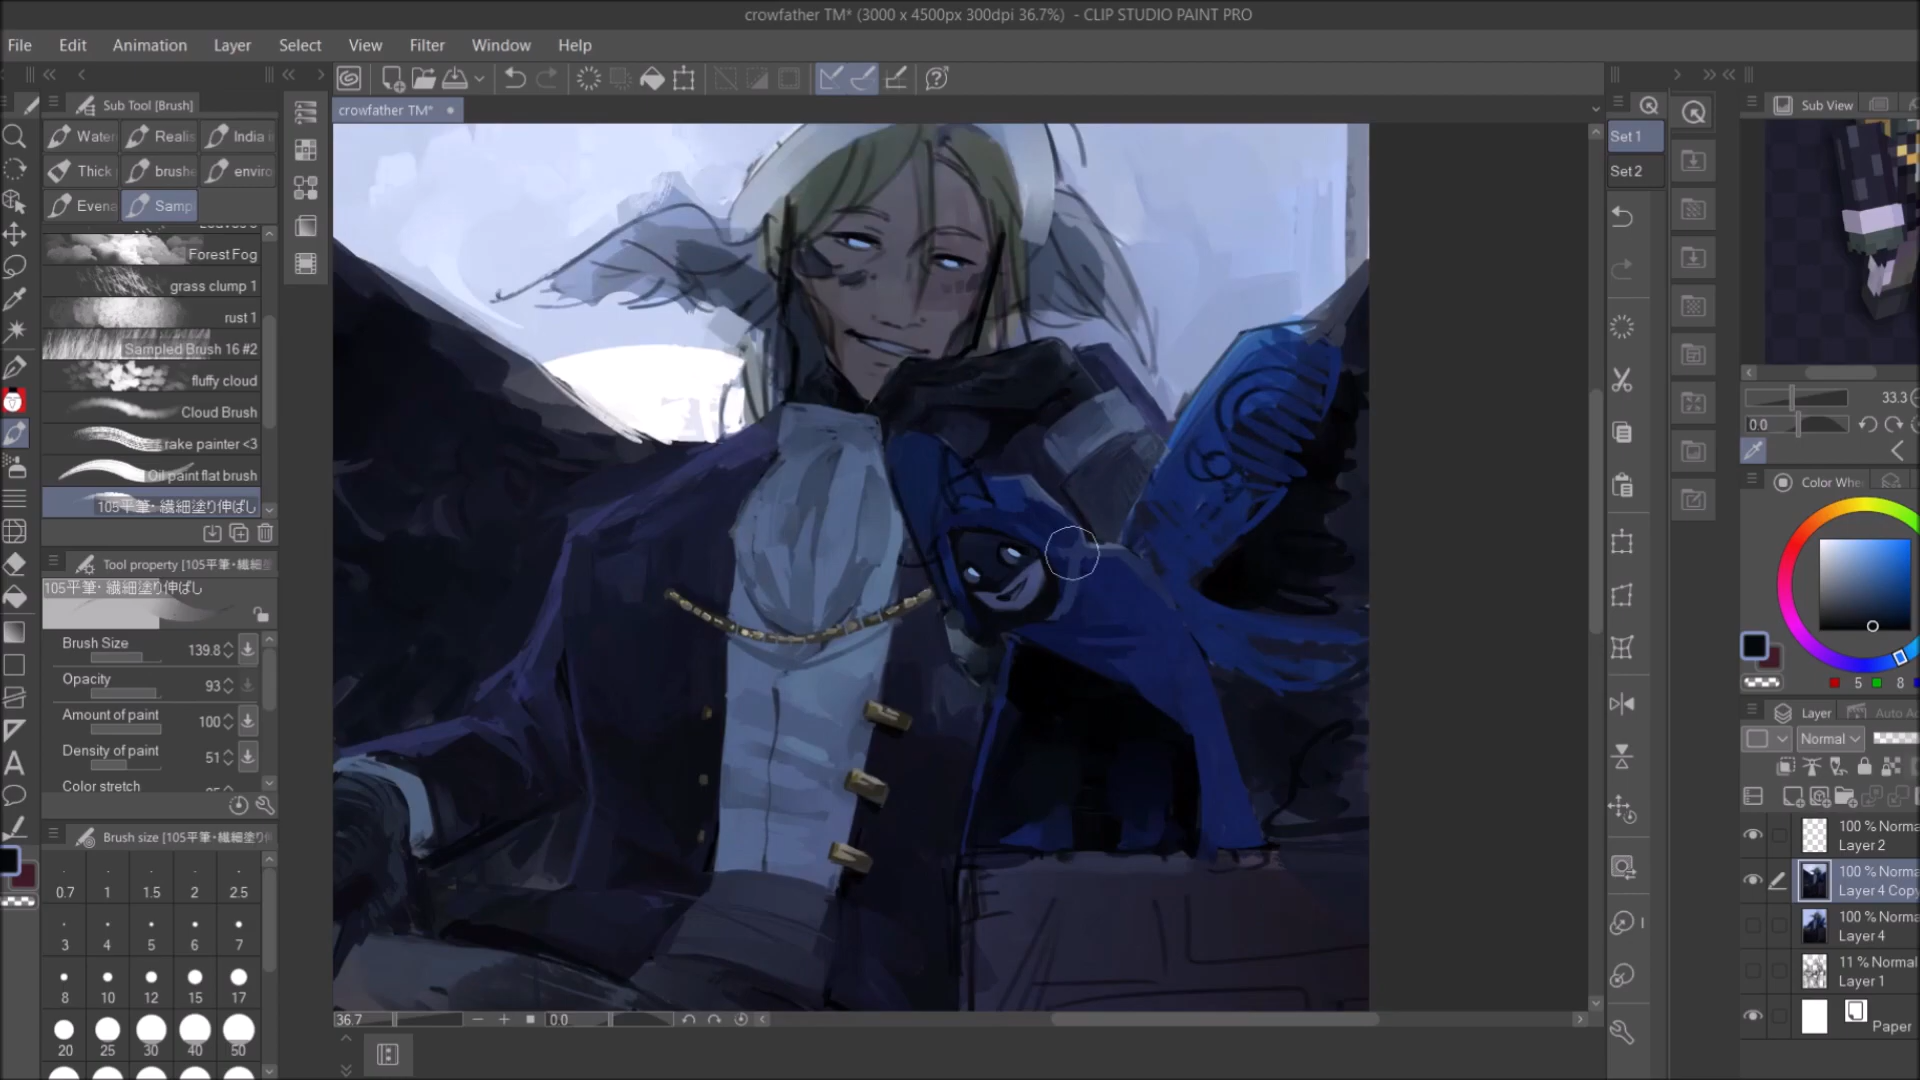 crowfather TM* (3000 x 4500px 300dpi 36.7%) - CLIP STUDIO PAINT PRO
File Edit Animation Layer Select View Filter Window Help
Sub Tool [Brush]
crowfather TM*
Water Realis India i
Thick brushe enviro
Evena Samp
Forest Fog
grass clump 1
rust 1
Sampled Brush 16 #2
fluffy cloud
Cloud Brush
rake painter <3
Oil paint flat brush
105平筆・繊細塗り伸ばし
Tool property [105平筆・繊細
105平筆・繊細塗り伸ばし
Brush Size 139.8
Opacity 93
Amount of paint 100
Density of paint 51
Color stretch
Brush size [105平筆・繊細塗り伸
0.7 1 1.5 2 2.5
3 4 5 6 7
8 10 12 15 17
20 25 30 40 50
36.7
0.0
Set 1
Set2
Sub View
33.3
0.0
Color Whe
5 8
Layer Auto Ac
Normal
100 % Norma
Layer 2
100 % Norma
Layer 4 Copy
100 % Norma
Layer 4
11 % Normal
Layer 1
Paper